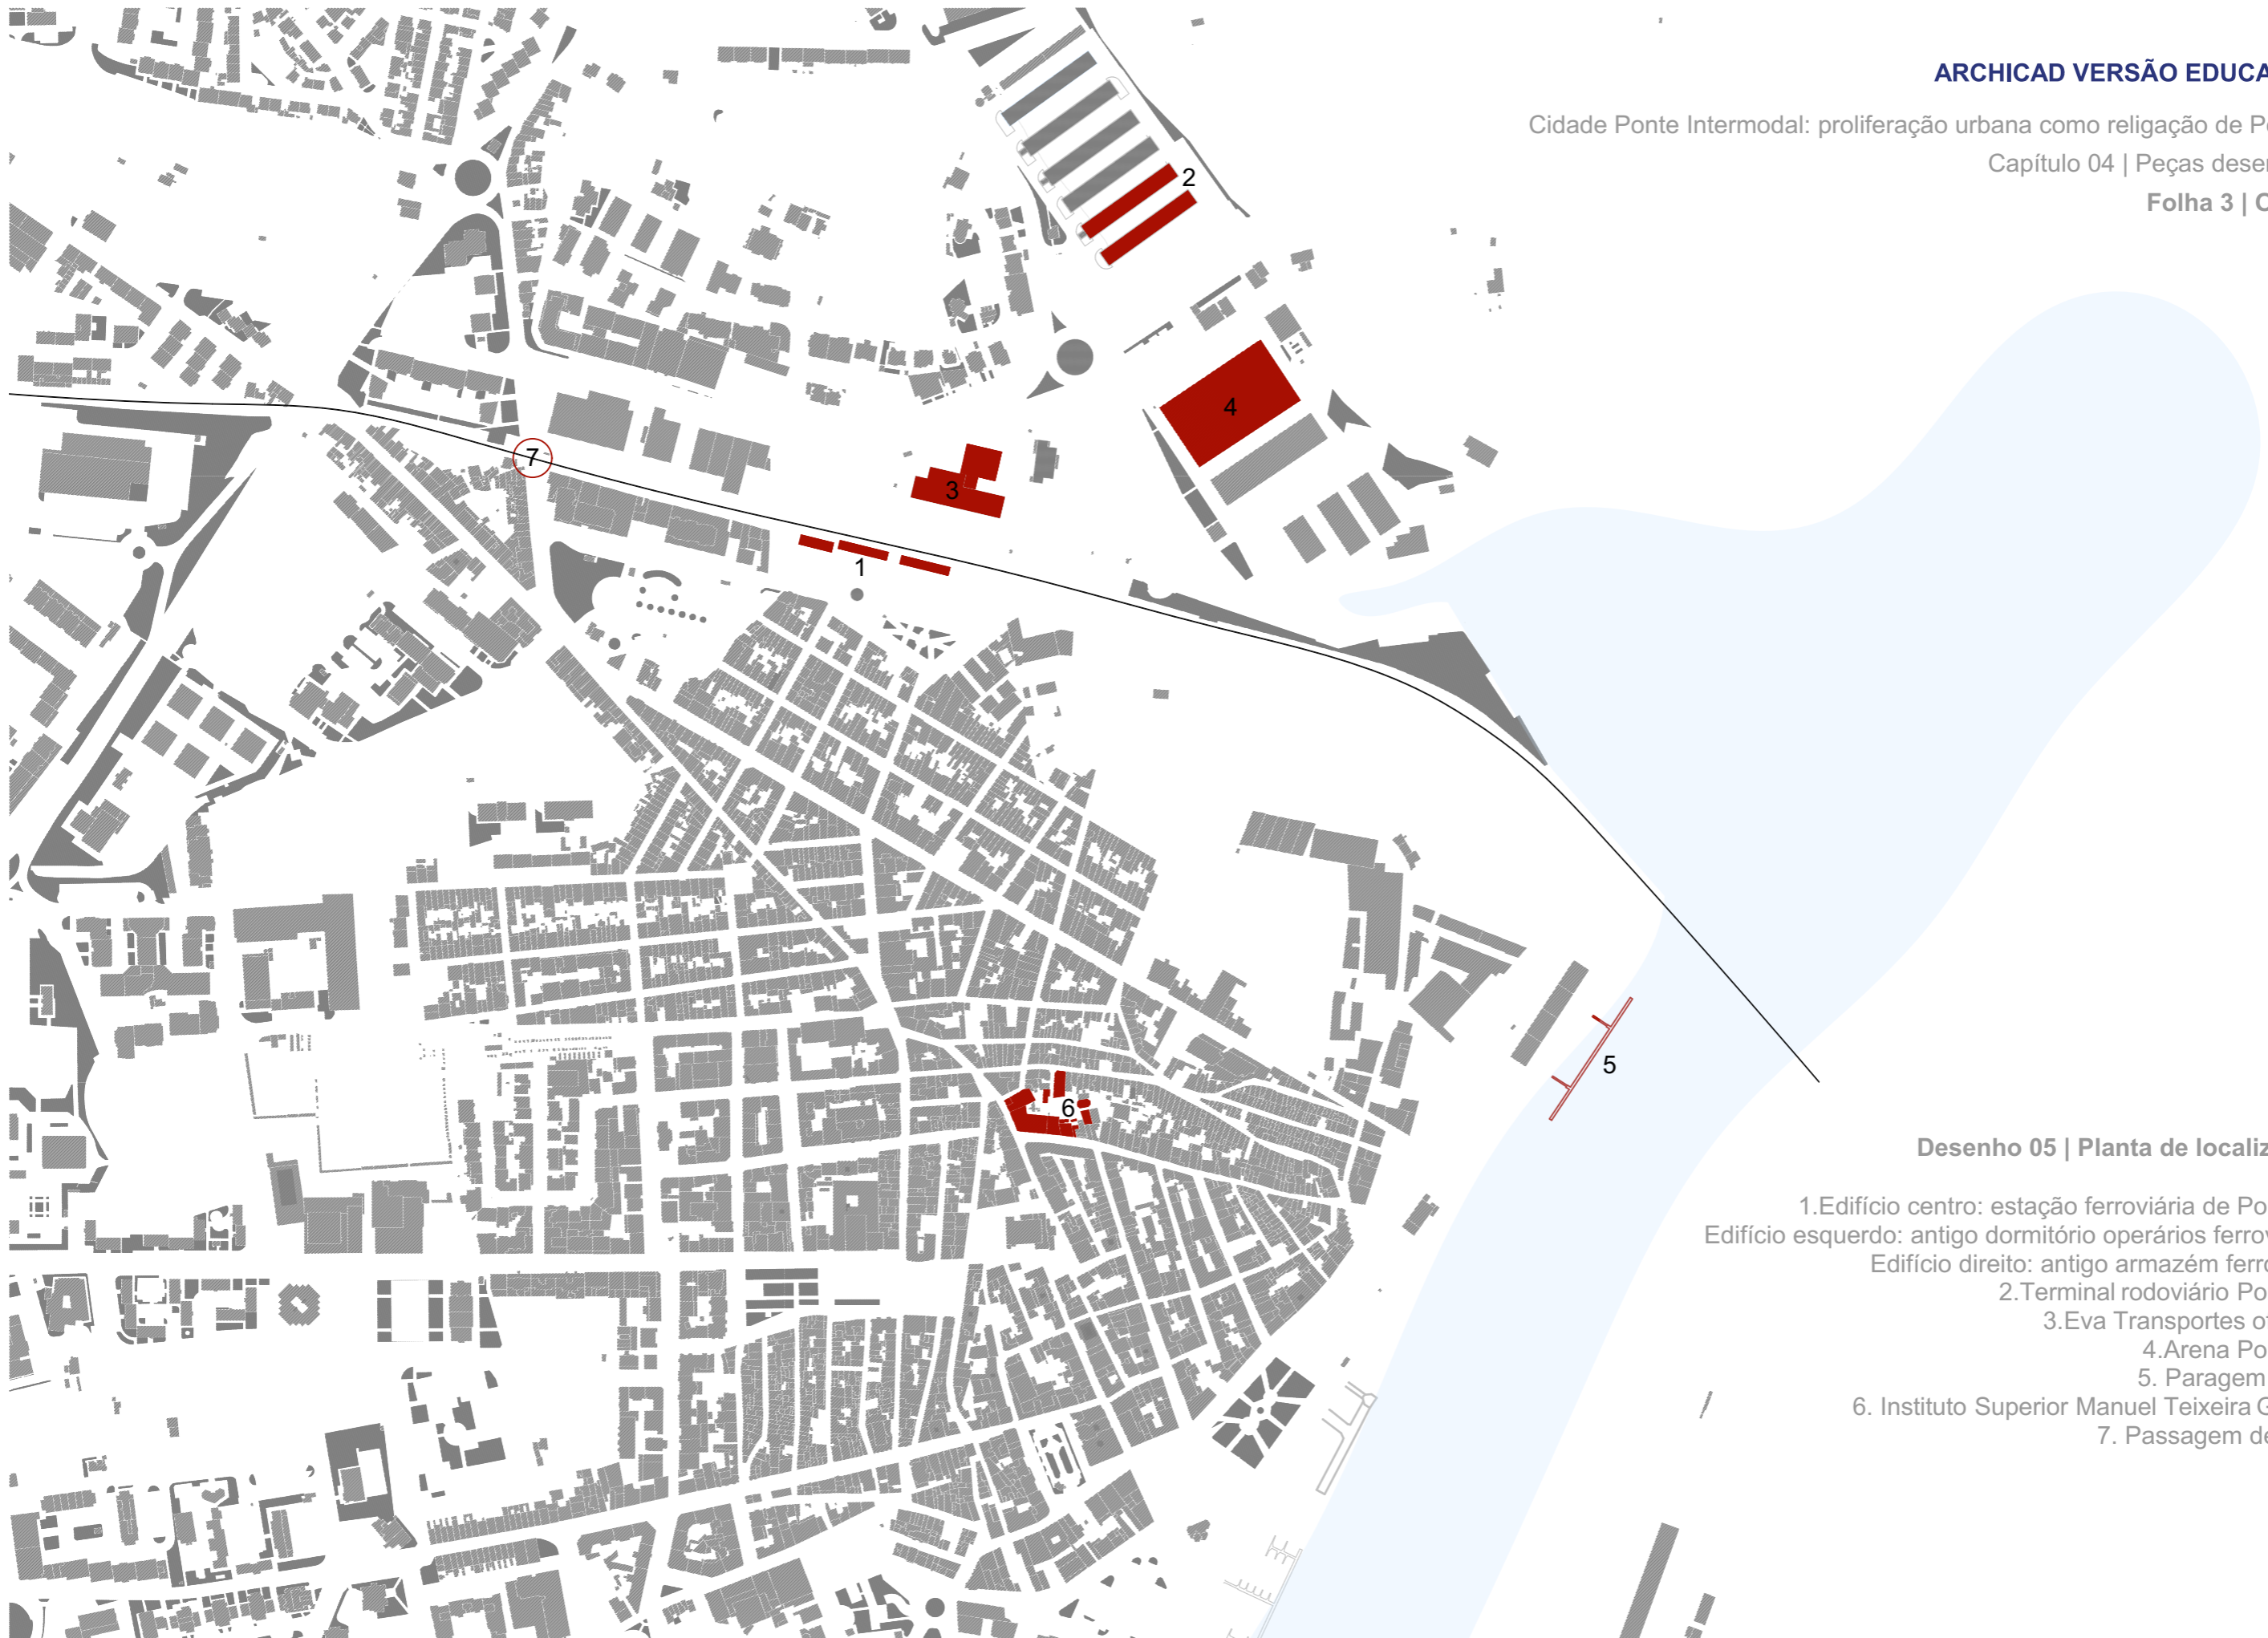 ARCHICAD VERSÃO EDUCA
Cidade Ponte Intermodal: proliferação urbana como religação de P
Capítulo 04 | Peças dese
Folha 3 |
2
4
7
3
1
5
6
Desenho 05 | Planta de localiz
1.Edifício centro: estação ferroviária de Po
Edifício esquerdo: antigo dormitório operários ferrov
Edifício direito: antigo armazém ferro
2.Terminal rodoviário Po
3.Eva Transportes of
4.Arena Po
5. Paragem
6. Instituto Superior Manuel Teixeira G
7. Passagem de